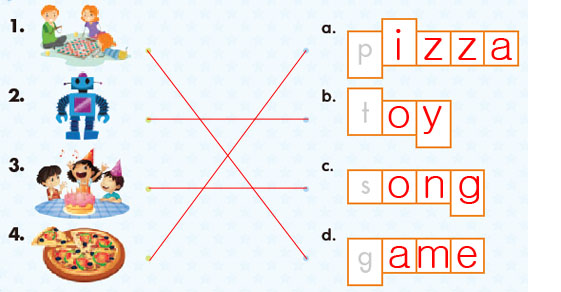 1. a. pizza
2. b. toy
3. c. song
4. d. game